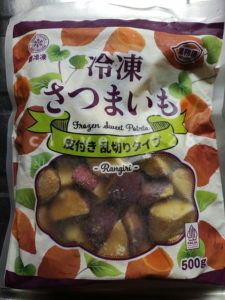 冷凍
さつまいも
Frozen Sweet Potato
皮付き 乱切りタイプ
- Rangiri -
500g